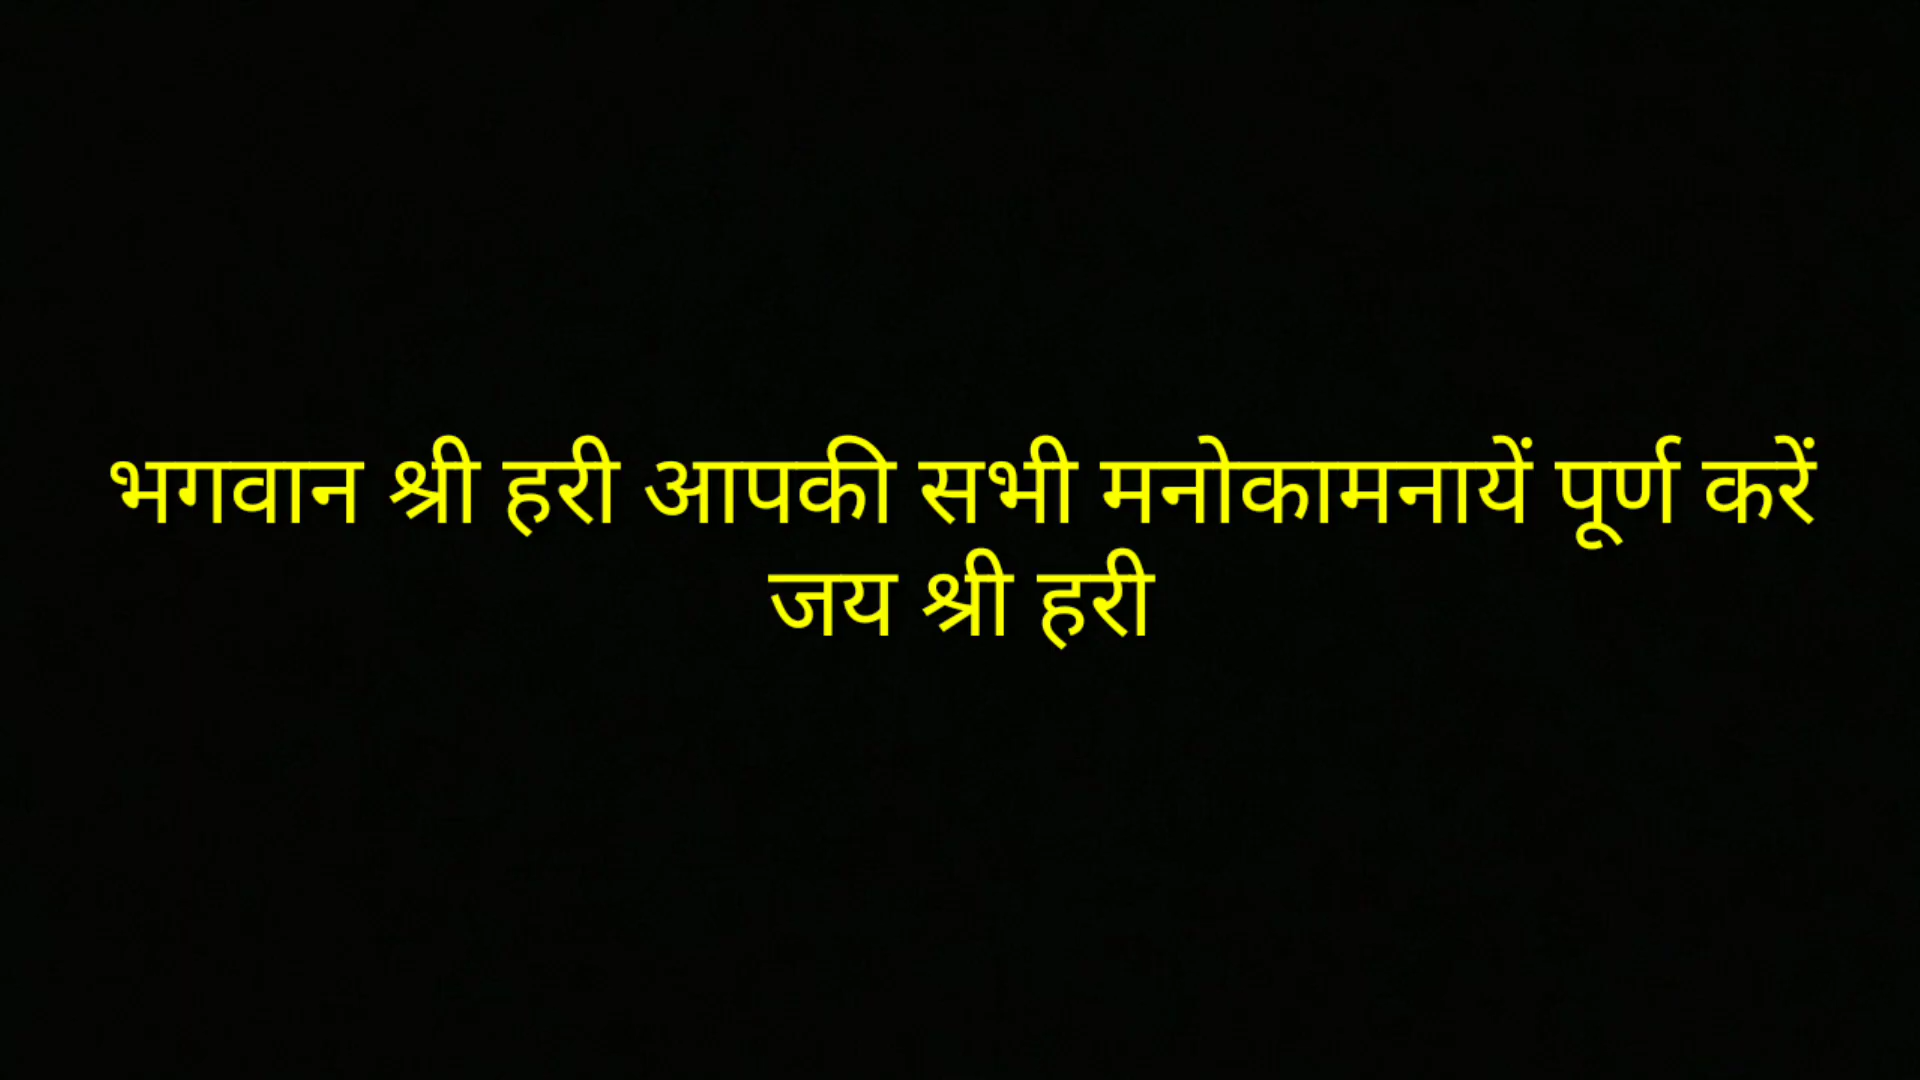 भगवान श्री हरी आपकी सभी मनोकामनायें पूर्ण करें
जय श्री हरी